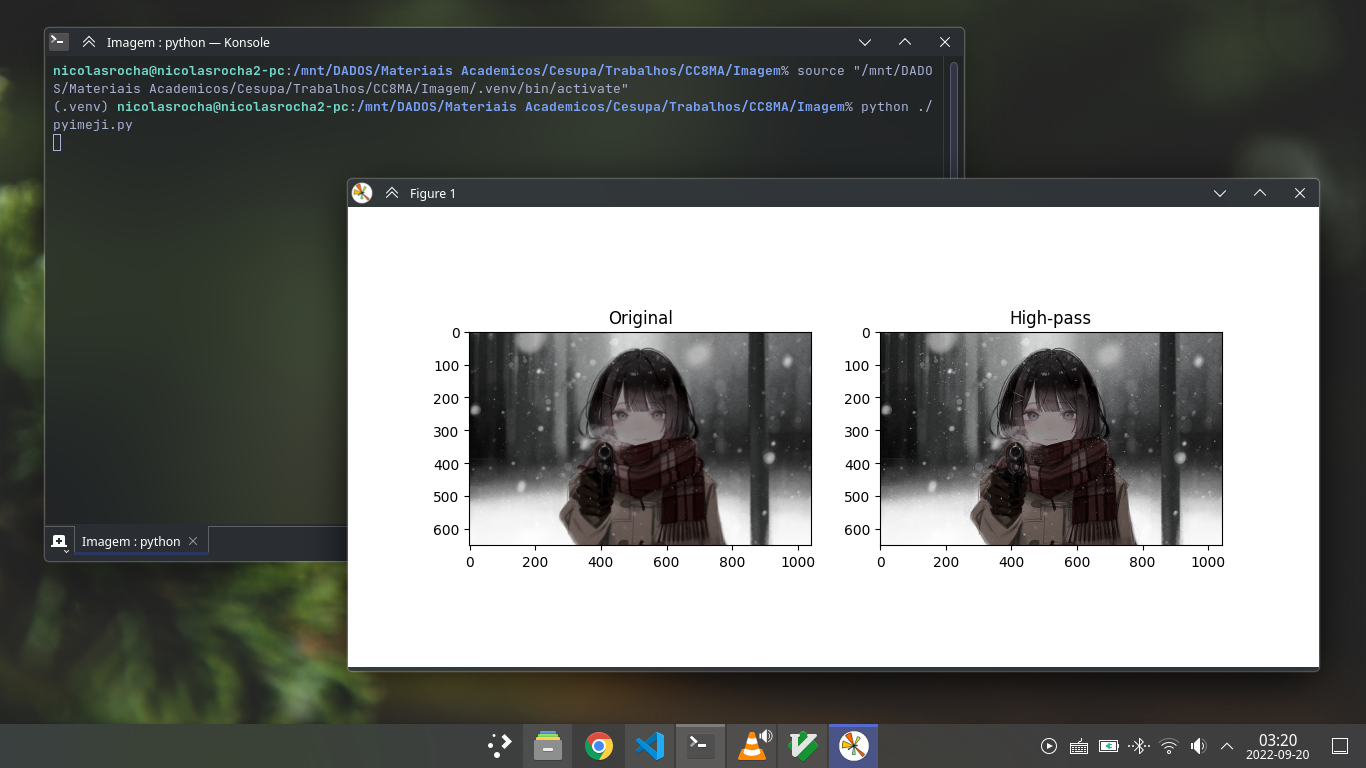 Imagem : python — Konsole
nicolasrocha@nicolasrocha2-pc:/mnt/DADOS/Materiais Academicos/Cesupa/Trabalhos/CC8MA/Imagem% source "/mnt/DADO
S/Materiais Academicos/Cesupa/Trabalhos/CC8MA/Imagem/.venv/bin/activate"
(.venv) nicolasrocha@nicolasrocha2-pc:/mnt/DADOS/Materiais Academicos/Cesupa/Trabalhos/CC8MA/Imagem% python ./
pyimeji.py
Figure 1
Original
0
100
200
300
400
500
600
0 200 400 600 800 1000
High-pass
0
100
200
300
400
500
600
0 200 400 600 800 1000
Imagem : python
03:20
2022-09-20